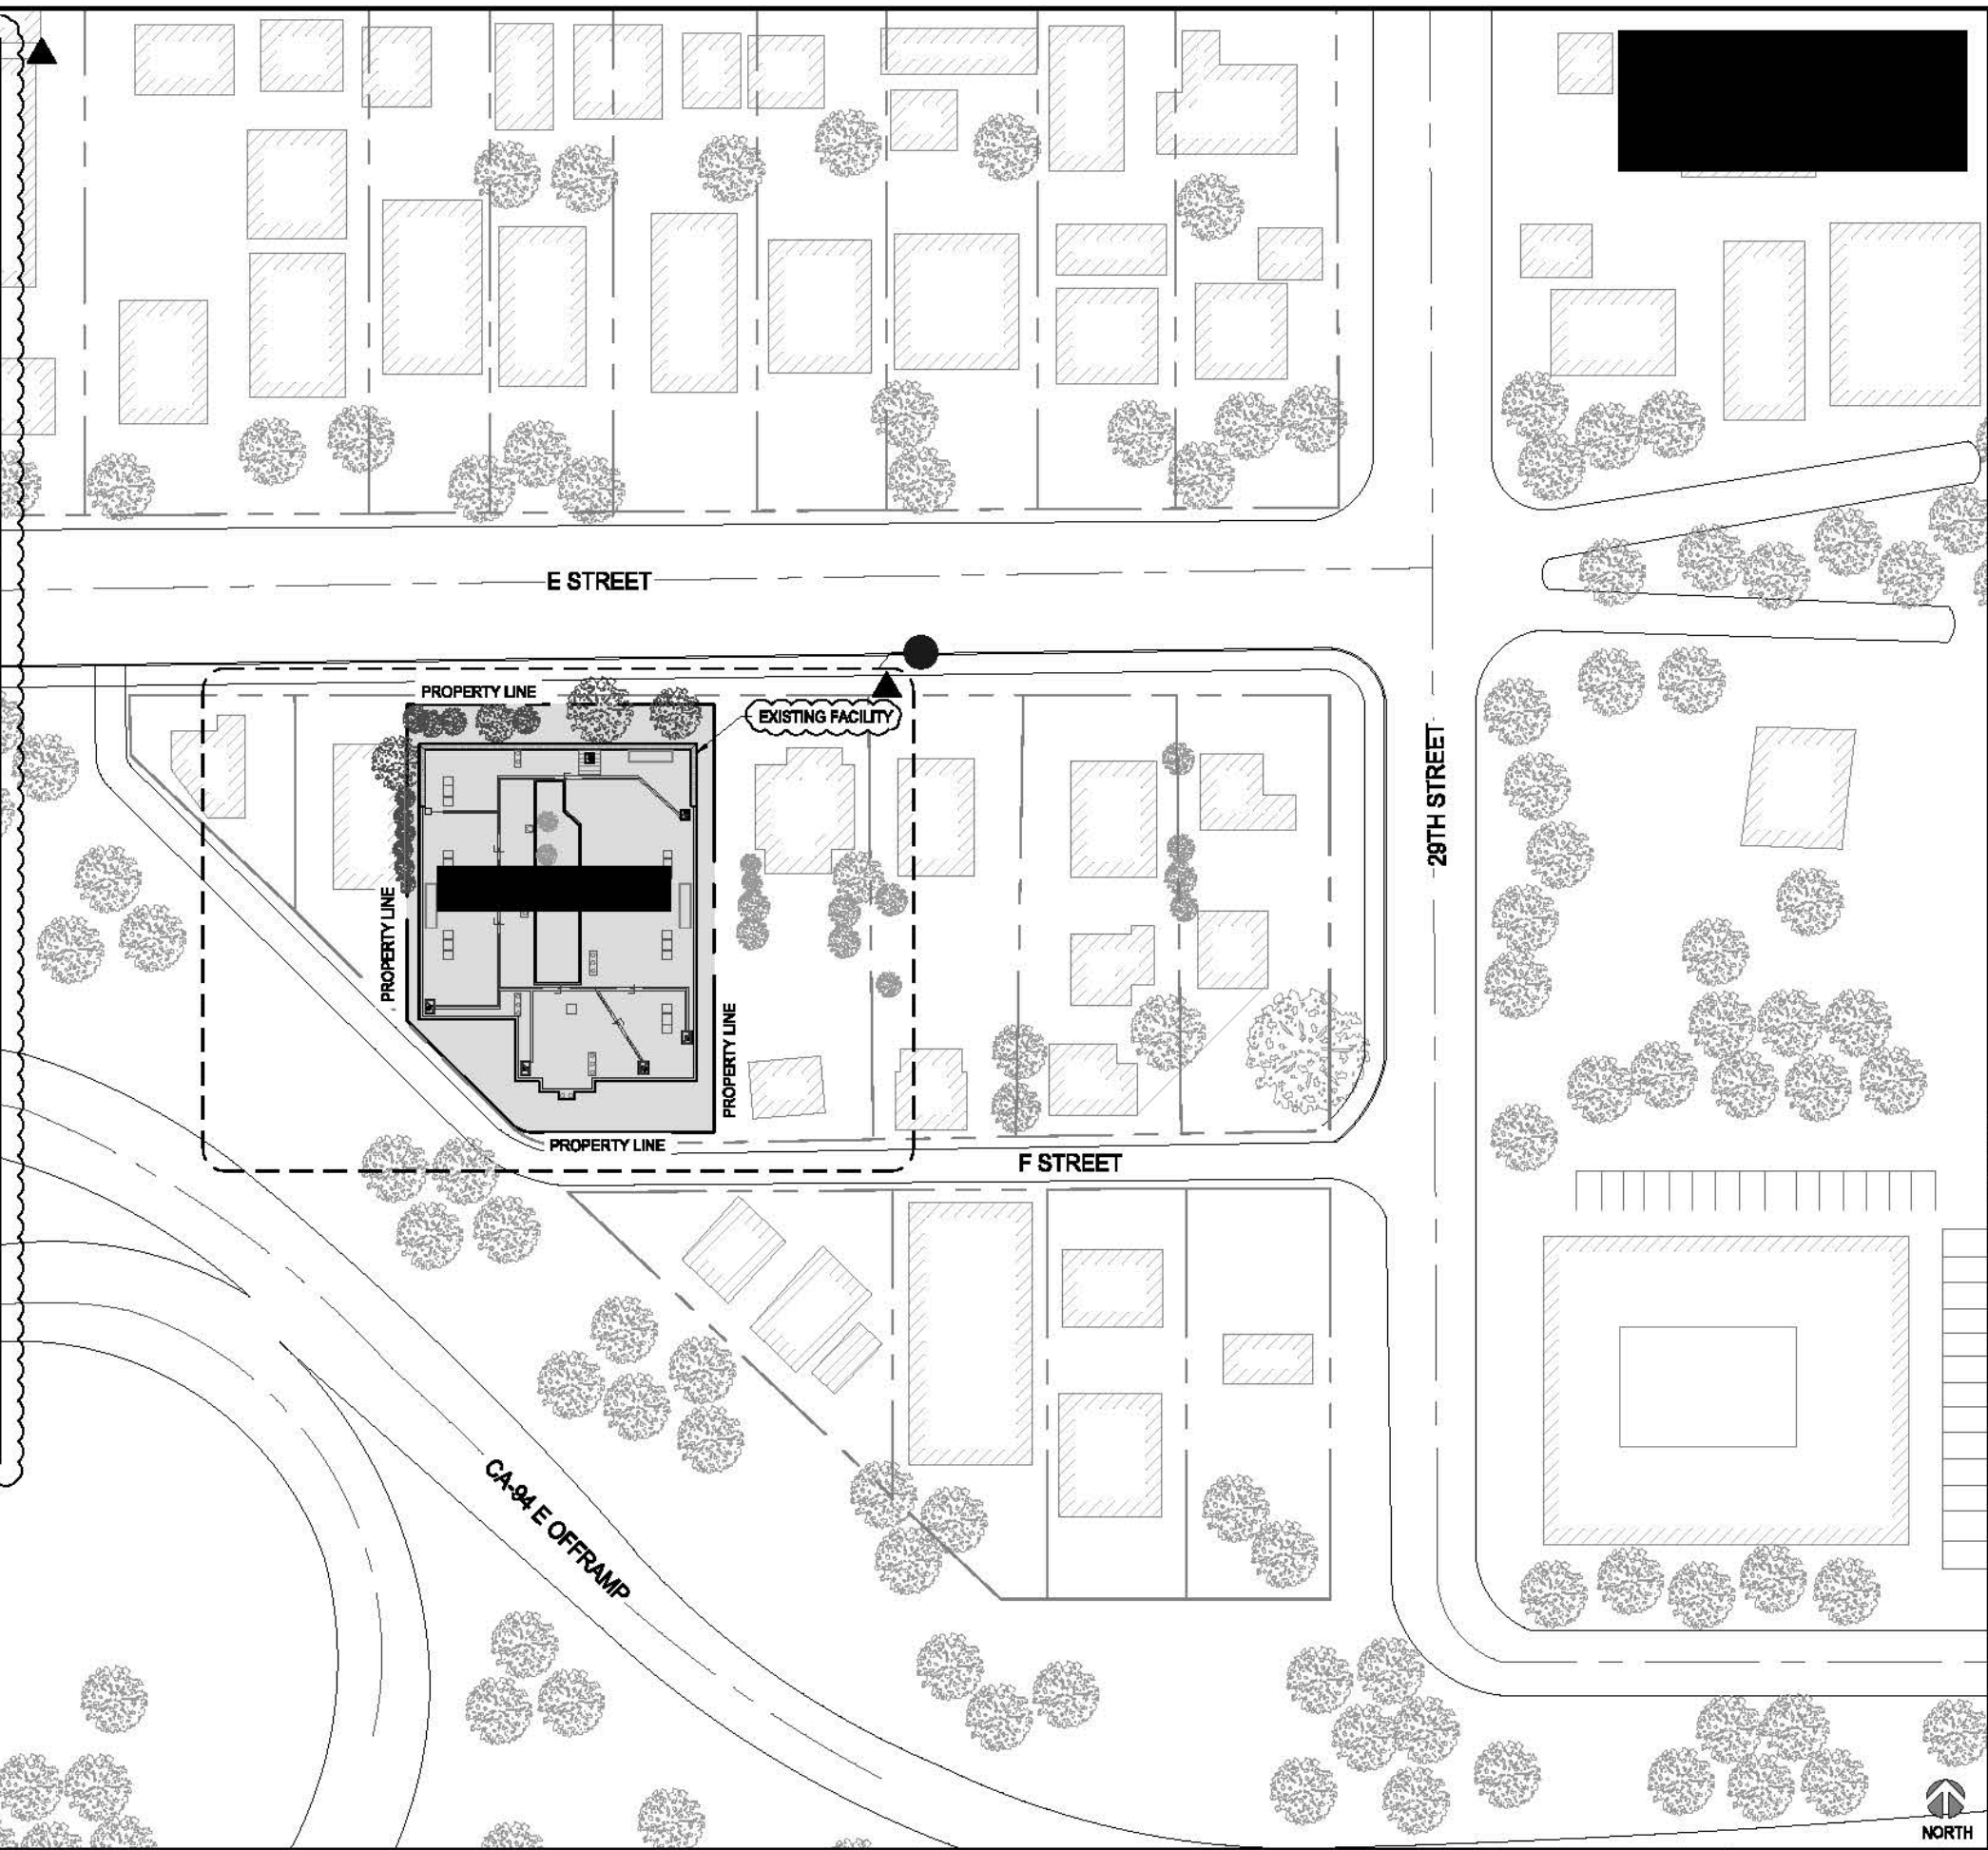 E STREET
PROPERTY LINE
EXISTING FACILITY
29TH STREET
PROPERTY LINE
PROPERTY LINE
PROPERTY LINE
F STREET
CA-94 E OFFRAMP
NORTH